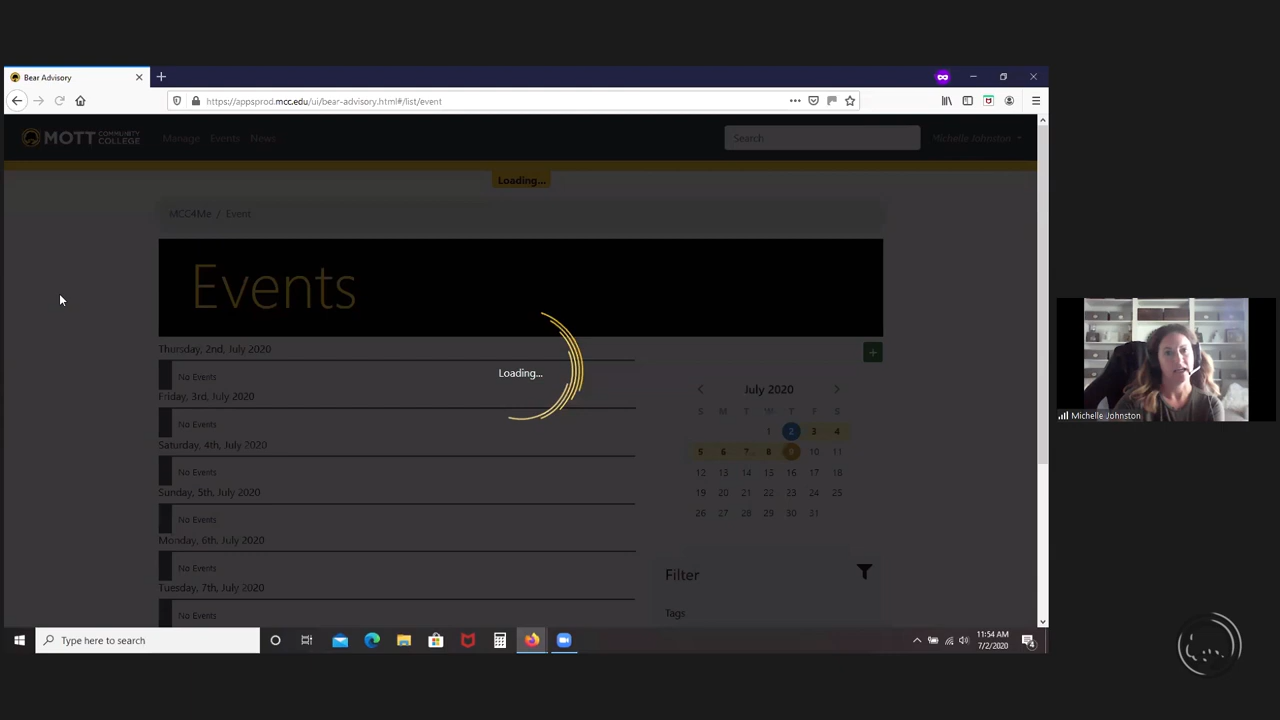 Bear Advisory
https://appsprod.mcc.edu/ui/bear-advisory.html#/list/event
MOTT COMMUNITY COLLEGE
Manage Events News
Search
Michelle Johnston
Loading...
MCC4Me / Event
Events
Thursday, 2nd, July 2020
No Events
Friday, 3rd, July 2020
No Events
Saturday, 4th, July 2020
No Events
Sunday, 5th, July 2020
No Events
Monday, 6th, July 2020
No Events
Tuesday, 7th, July 2020
No Events
Loading...
+
July 2020
S M T W T F S
1 2 3 4
5 6 7 8 9 10 11
12 13 14 15 16 17 18
19 20 21 22 23 24 25
26 27 28 29 30 31
Filter
Tags
Michelle Johnston
Type here to search
11:54 AM
7/2/2020
4